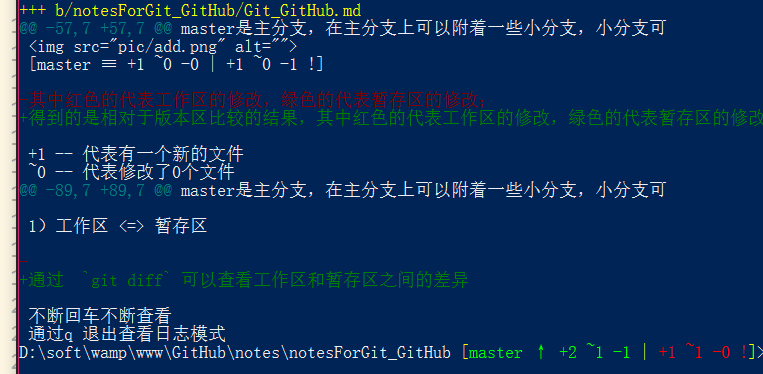 +++ b/notesForGit_GitHub/Git_GitHub.md
@@ -57,7 +57,7 @@ master是主分支，在主分支上可以附着一些小分支，小分支可
<img src="pic/add.png" alt="">
[master ≡ +1 ~0 -0 | +1 ~0 -1 !]
-其中红色的代表工作区的修改，绿色的代表暂存区的修改；
+得到的是相对于版本区比较的结果，其中红色的代表工作区的修改，绿色的代表暂存区的修改
+1 -- 代表有一个新的文件
~0 -- 代表修改了0个文件
@@ -89,7 +89,7 @@ master是主分支，在主分支上可以附着一些小分支，小分支可
1）工作区 <=> 暂存区
-
+通过 `git diff` 可以查看工作区和暂存区之间的差异
不断回车不断查看
通过q 退出查看日志模式
D:\soft\wamp\www\GitHub\notes\notesForGit_GitHub [master ↑ +2 ~1 -1 | +1 ~1 -0 !]>